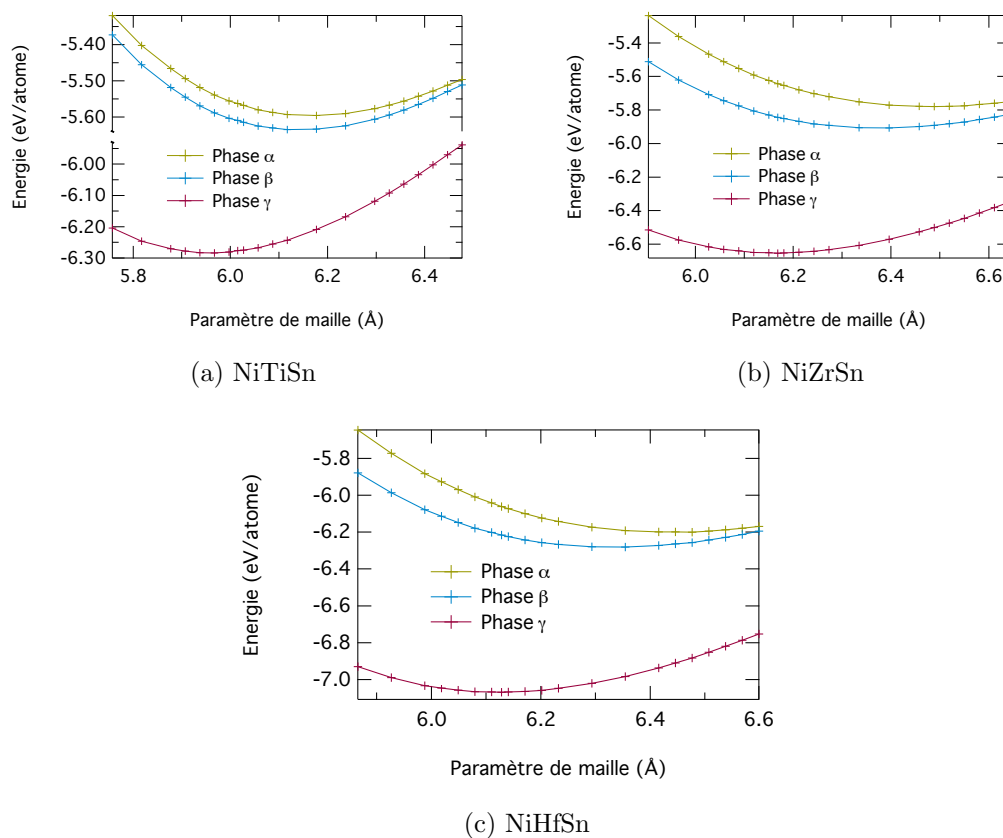 Energie (eV/atome)
-5.40
-5.50
-5.60
-6.00
-6.10
-6.20
-6.30
Phase α
Phase β
Phase γ
5.8
6.0
6.2
6.4
Paramètre de maille (Å)
(a) NiTiSn
Energie (eV/atome)
-5.4
-5.6
-5.8
-6.0
-6.2
-6.4
-6.6
Phase α
Phase β
Phase γ
6.0
6.2
6.4
6.6
Paramètre de maille (Å)
(b) NiZrSn
Energie (eV/atome)
-5.8
-6.0
-6.2
-6.4
-6.6
-6.8
-7.0
Phase α
Phase β
Phase γ
6.0
6.2
6.4
6.6
Paramètre de maille (Å)
(c) NiHfSn